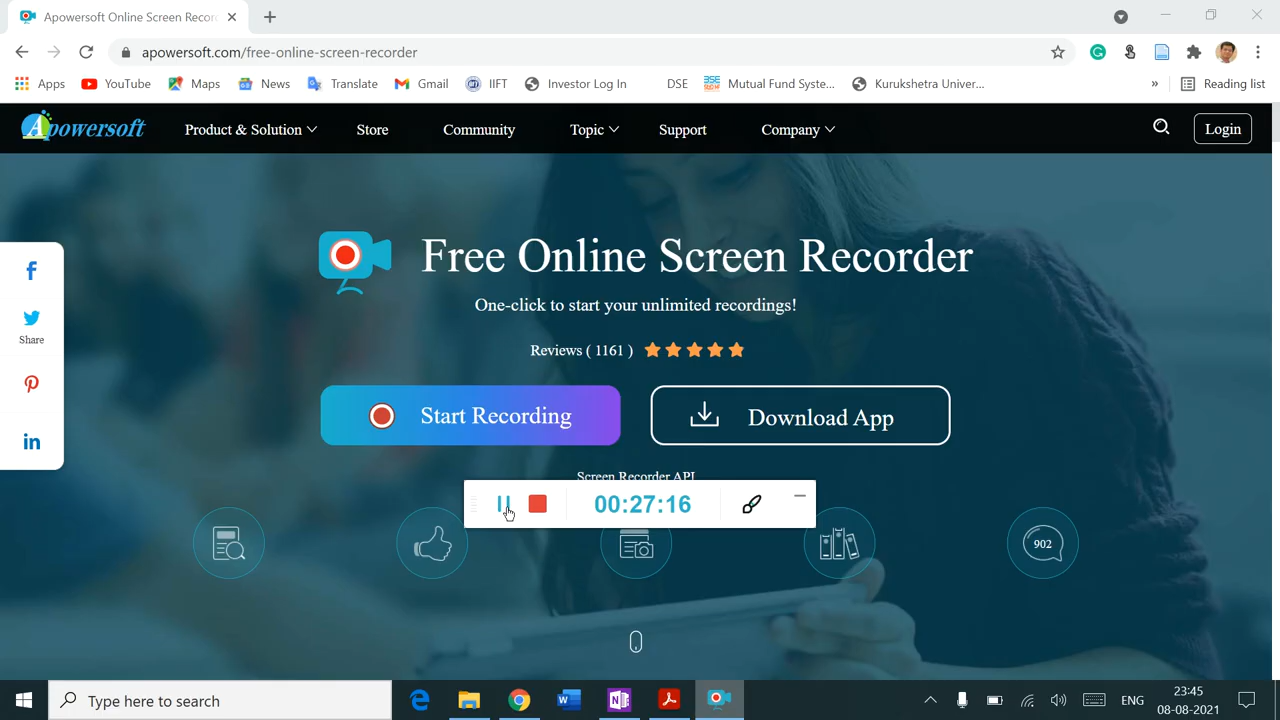 Apowersoft Online Screen Recor
apowersoft.com/free-online-screen-recorder
Apps YouTube Maps News Translate Gmail IIFT Investor Log In DSE Mutual Fund Syste... Kurukshetra Univer... » Reading list
Apowersoft Product & Solution Store Community Topic Support Company Login
Free Online Screen Recorder
One-click to start your unlimited recordings!
Reviews ( 1161 )
Share
Start Recording Download App
Screen Recorder API
00:27:16
902
Type here to search
ENG
23:45
08-08-2021